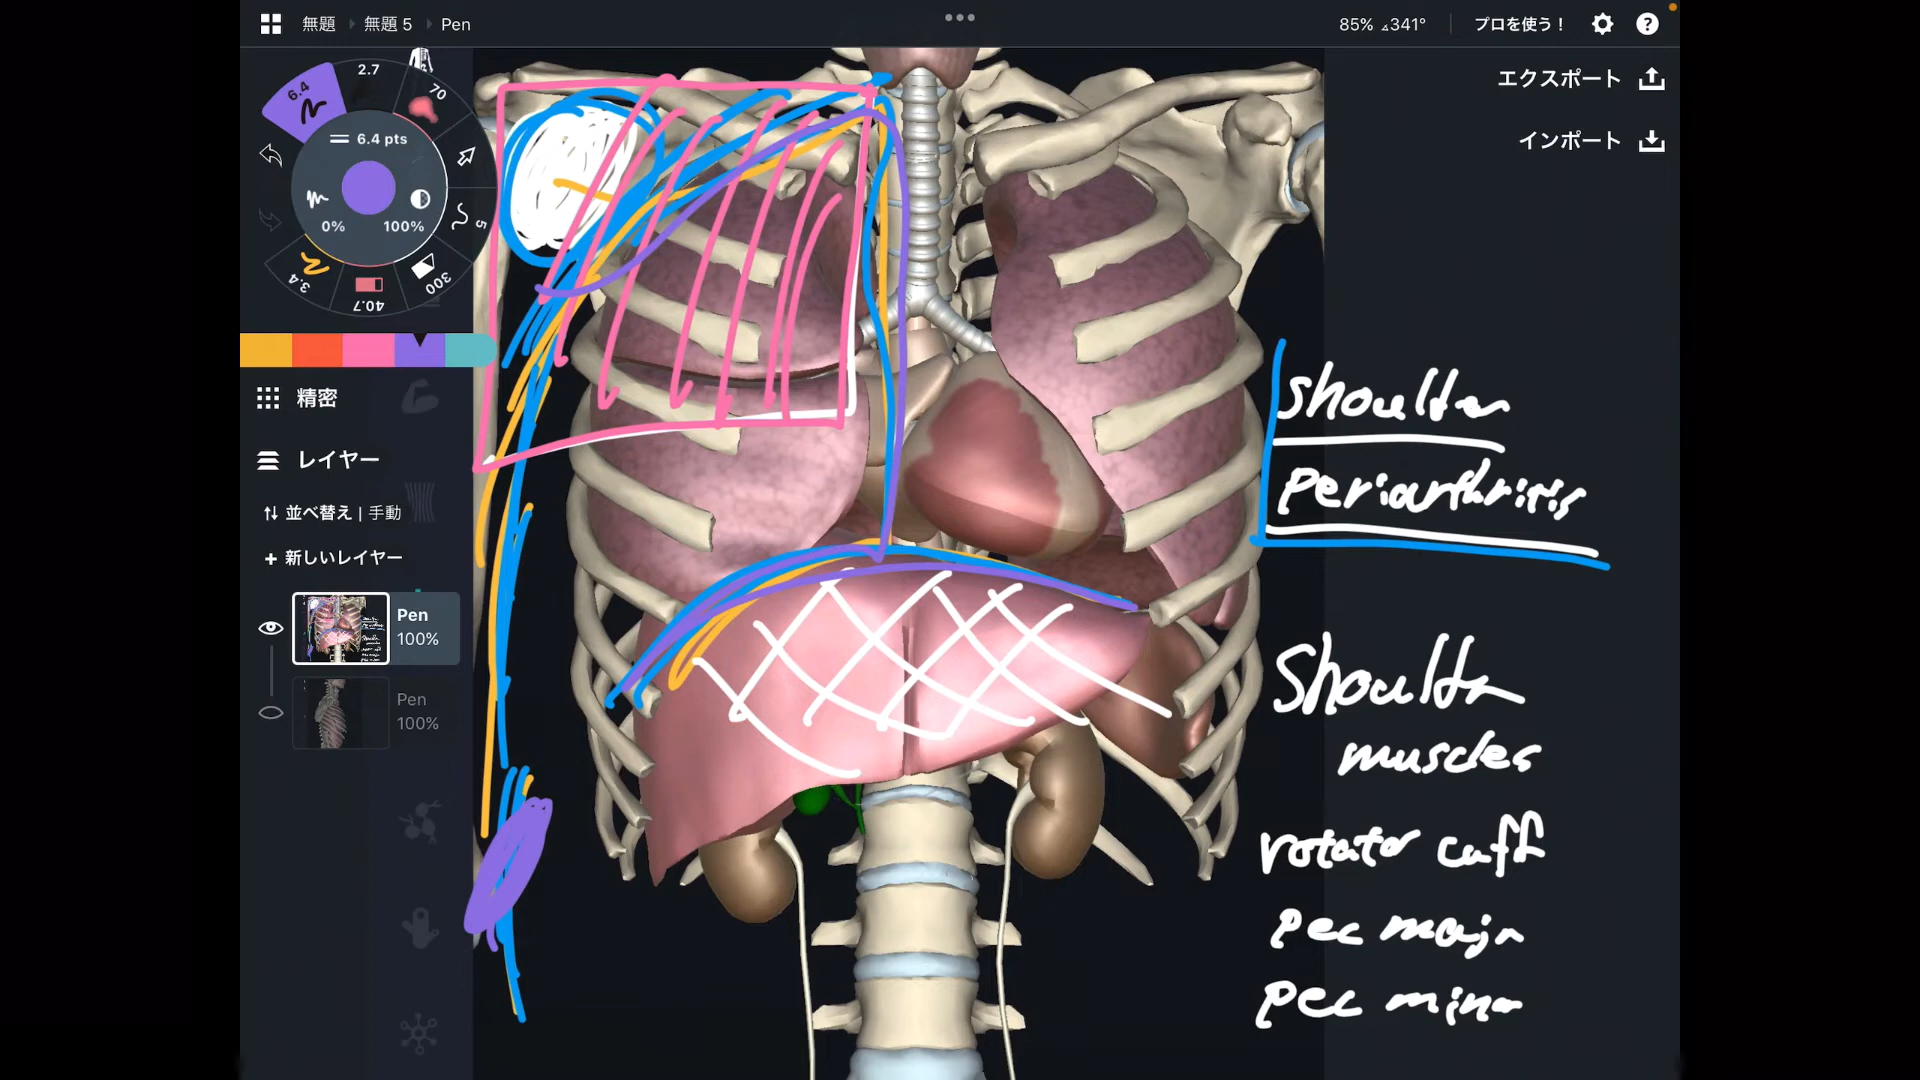 無題 無題 5 Pen
85% ⊿341°
プロを使う!
エクスポート
インポート
2.7
6.4
70
6.4 pts
5
0% 100%
3.4
40.7
300
精密
レイヤー
並べ替え | 手動
+ 新しいレイヤー
Pen
100%
Pen
100%
shoulder
periarthritis
Shoulder
muscles
rotator cuff
pec major
pec minor